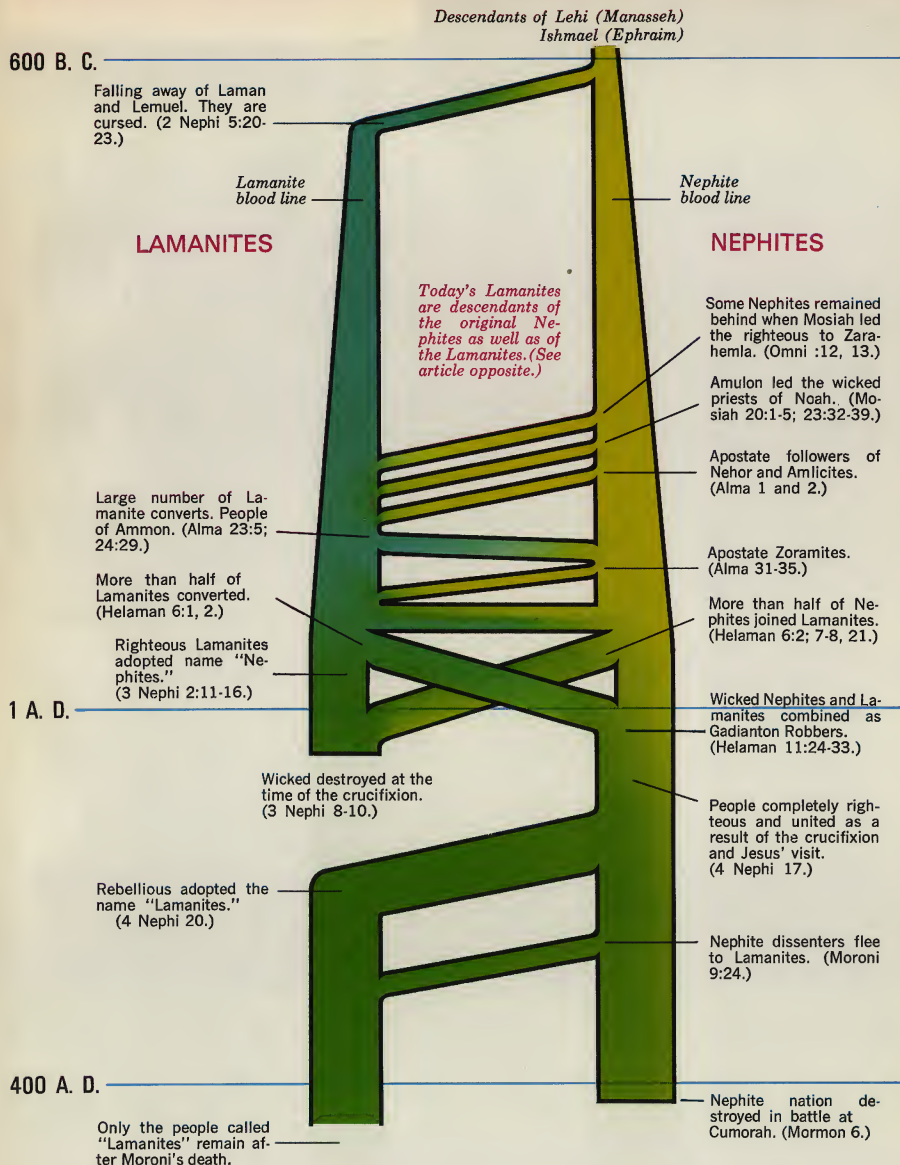 Descendants of Lehi (Manasseh)
Ishmael (Ephraim)
600 B. C.
Falling away of Laman
and Lemuel. They are
cursed. (2 Nephi 5:20-
23.)
Lamanite
blood line
Nephite
blood line
LAMANITES
NEPHITES
Today's Lamanites
are descendants of
the original Ne-
phites as well as of
the Lamanites. (See
article opposite.)
Some Nephites remained
behind when Mosiah led
the righteous to Zara-
hemla. (Omni :12, 13.)
Amulon led the wicked
priests of Noah. (Mo-
siah 20:1-5; 23:32-39.)
Apostate followers of
Nehor and Amlicites.
(Alma 1 and 2.)
Large number of La-
manite converts. People
of Ammon. (Alma 23:5;
24:29.)
Apostate Zoramites.
(Alma 31-35.)
More than half of
Lamanites converted.
(Helaman 6:1, 2.)
More than half of Ne-
phites joined Lamanites.
(Helaman 6:2; 7-8, 21.)
Righteous Lamanites
adopted name "Ne-
phites."
(3 Nephi 2:11-16.)
1 A. D.
Wicked Nephites and La-
manites combined as
Gadianton Robbers.
(Helaman 11:24-33.)
Wicked destroyed at the
time of the crucifixion.
(3 Nephi 8-10.)
People completely righ-
teous and united as a
result of the crucifixion
and Jesus' visit.
(4 Nephi 17.)
Rebellious adopted the
name "Lamanites."
(4 Nephi 20.)
Nephite dissenters flee
to Lamanites. (Moroni
9:24.)
400 A. D.
Nephite nation de-
stroyed in battle at
Cumorah. (Mormon 6.)
Only the people called
"Lamanites" remain af-
ter Moroni's death.